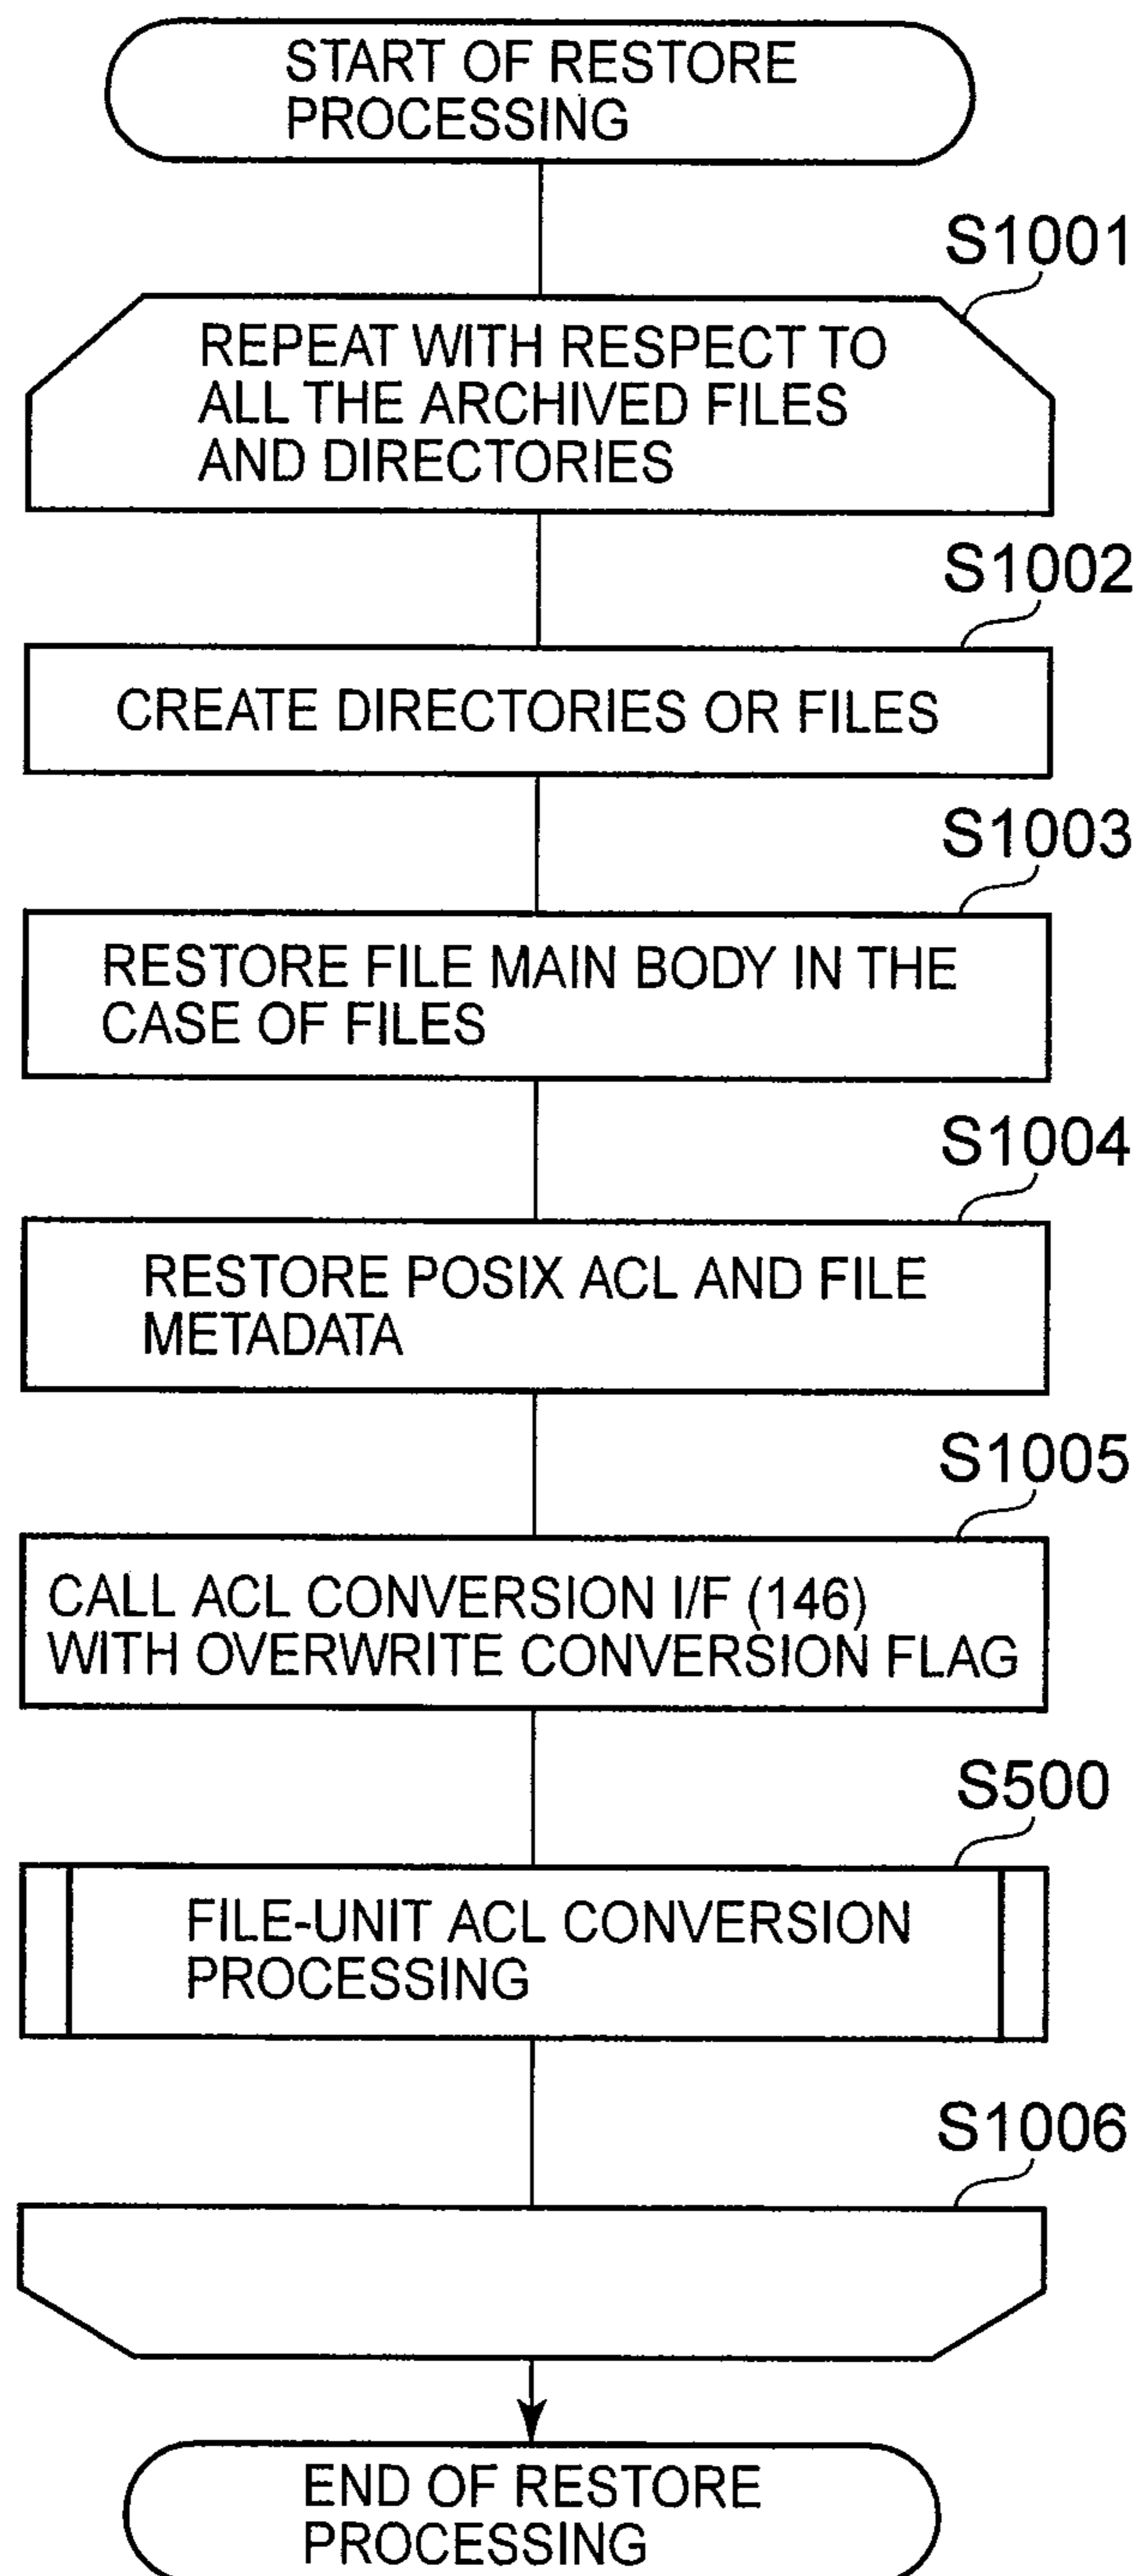 START OF RESTORE
PROCESSING
S1001
REPEAT WITH RESPECT TO
ALL THE ARCHIVED FILES
AND DIRECTORIES
S1002
CREATE DIRECTORIES OR FILES
S1003
RESTORE FILE MAIN BODY IN THE
CASE OF FILES
S1004
RESTORE POSIX ACL AND FILE
METADATA
S1005
CALL ACL CONVERSION I/F (146)
WITH OVERWRITE CONVERSION FLAG
S500
FILE-UNIT ACL CONVERSION
PROCESSING
S1006
END OF RESTORE
PROCESSING